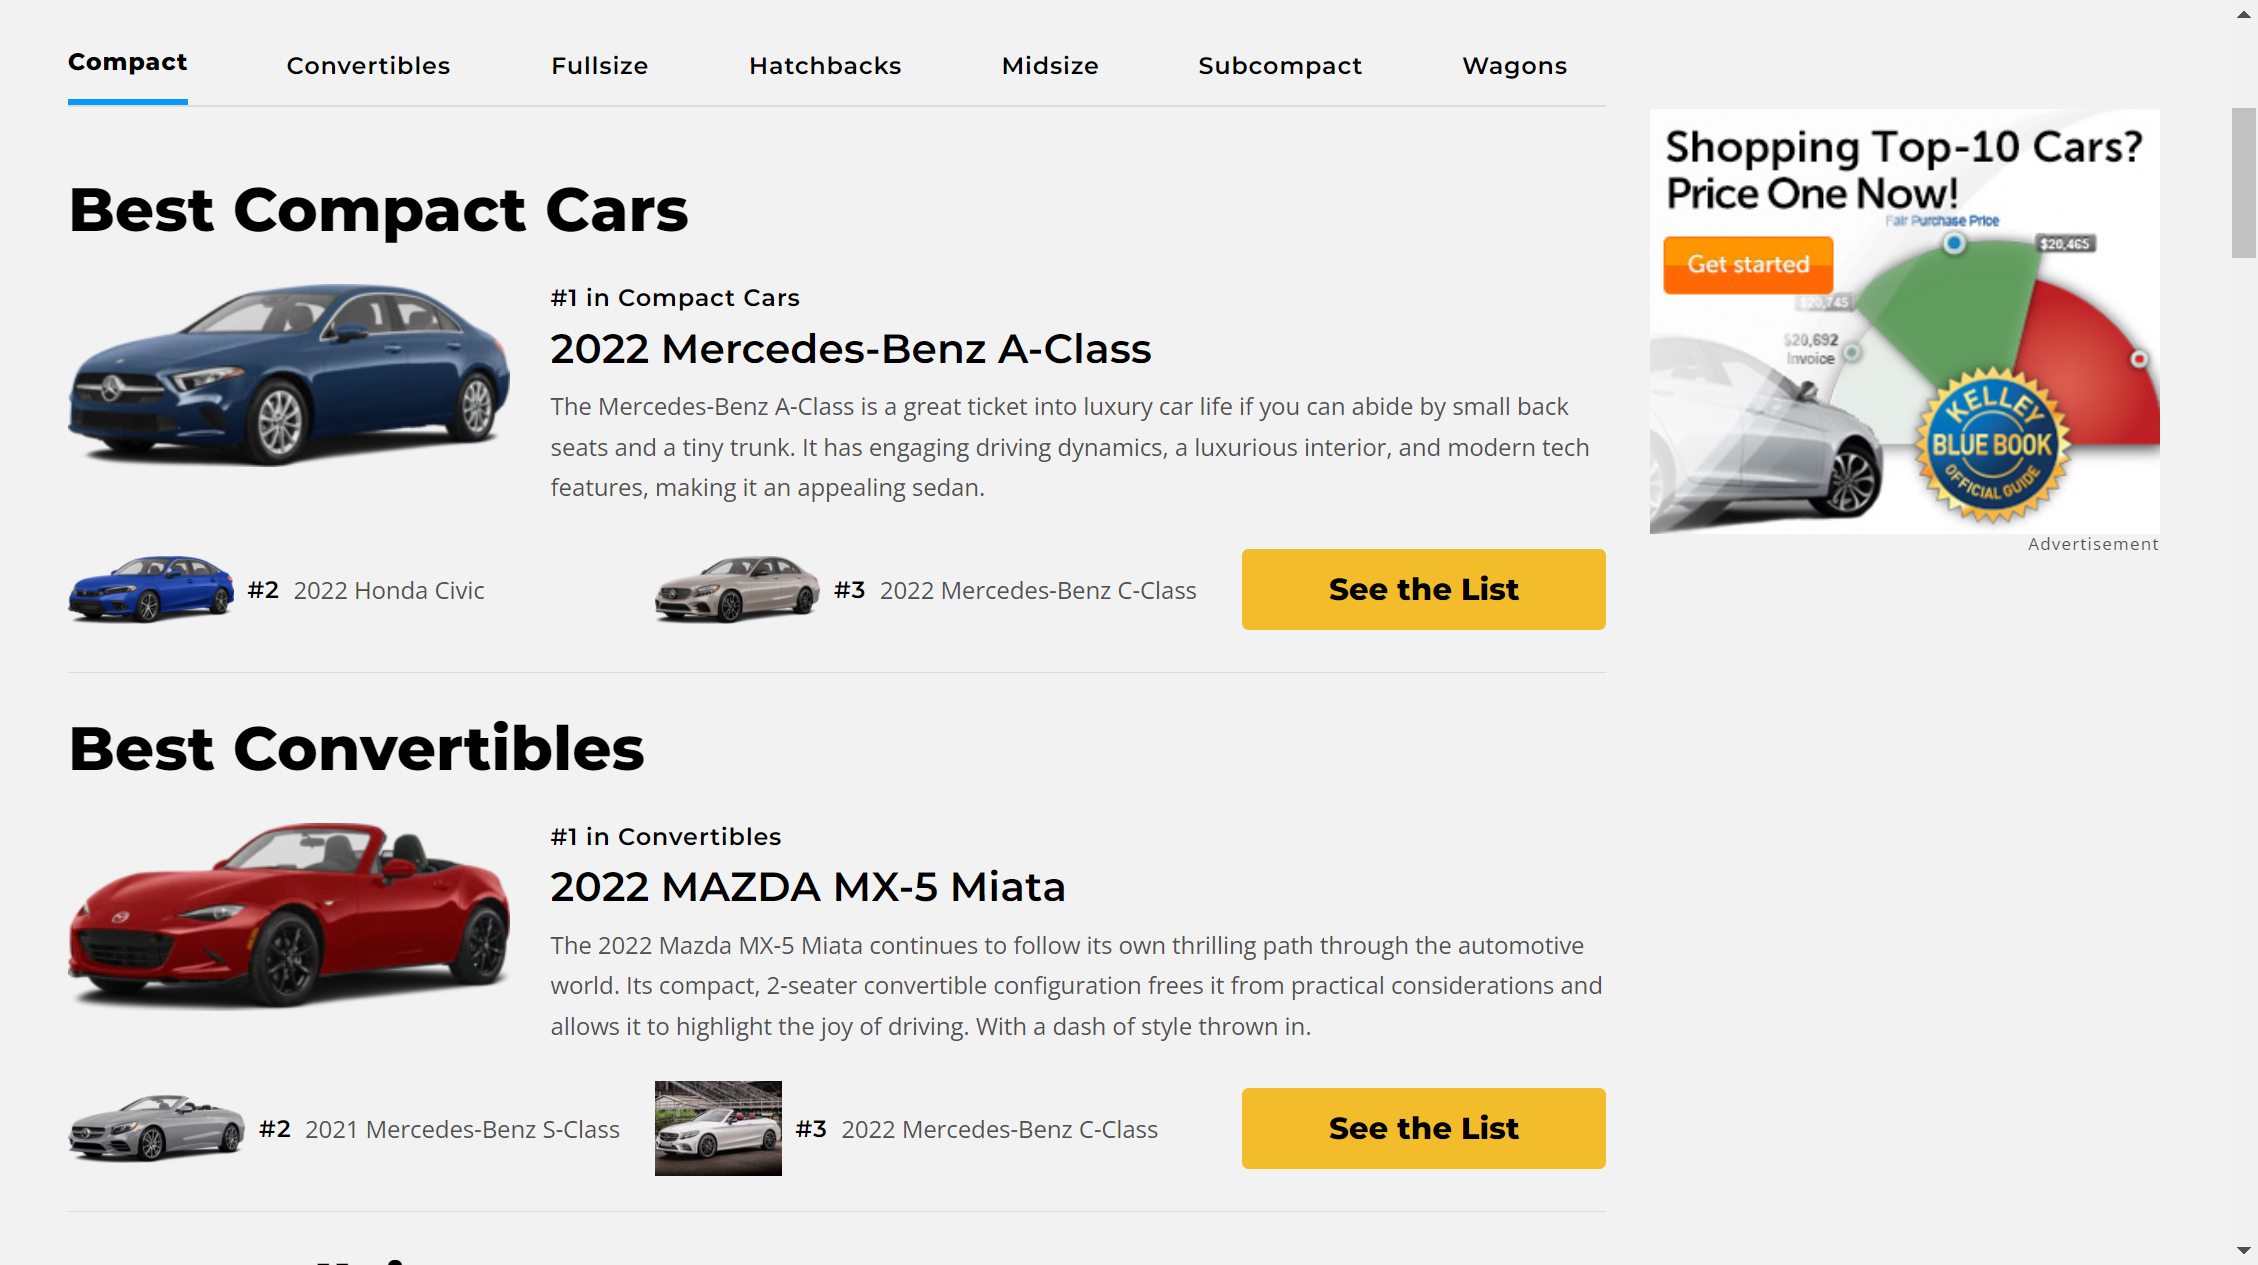 Compact
Convertibles
Fullsize
Hatchbacks
Midsize
Subcompact
Wagons
Best Compact Cars
#1 in Compact Cars
2022 Mercedes-Benz A-Class
The Mercedes-Benz A-Class is a great ticket into luxury car life if you can abide by small back
seats and a tiny trunk. It has engaging driving dynamics, a luxurious interior, and modern tech
features, making it an appealing sedan.
#2 2022 Honda Civic
#3 2022 Mercedes-Benz C-Class
See the List
Best Convertibles
#1 in Convertibles
2022 MAZDA MX-5 Miata
The 2022 Mazda MX-5 Miata continues to follow its own thrilling path through the automotive
world. Its compact, 2-seater convertible configuration frees it from practical considerations and
allows it to highlight the joy of driving. With a dash of style thrown in.
#2 2021 Mercedes-Benz S-Class
#3 2022 Mercedes-Benz C-Class
See the List
Shopping Top-10 Cars?
Price One Now!
Fair Purchase Price
$20,465
Get started
$20,745
$20,692
Invoice
KELLEY
BLUE BOOK
OFFICIAL GUIDE
Advertisement